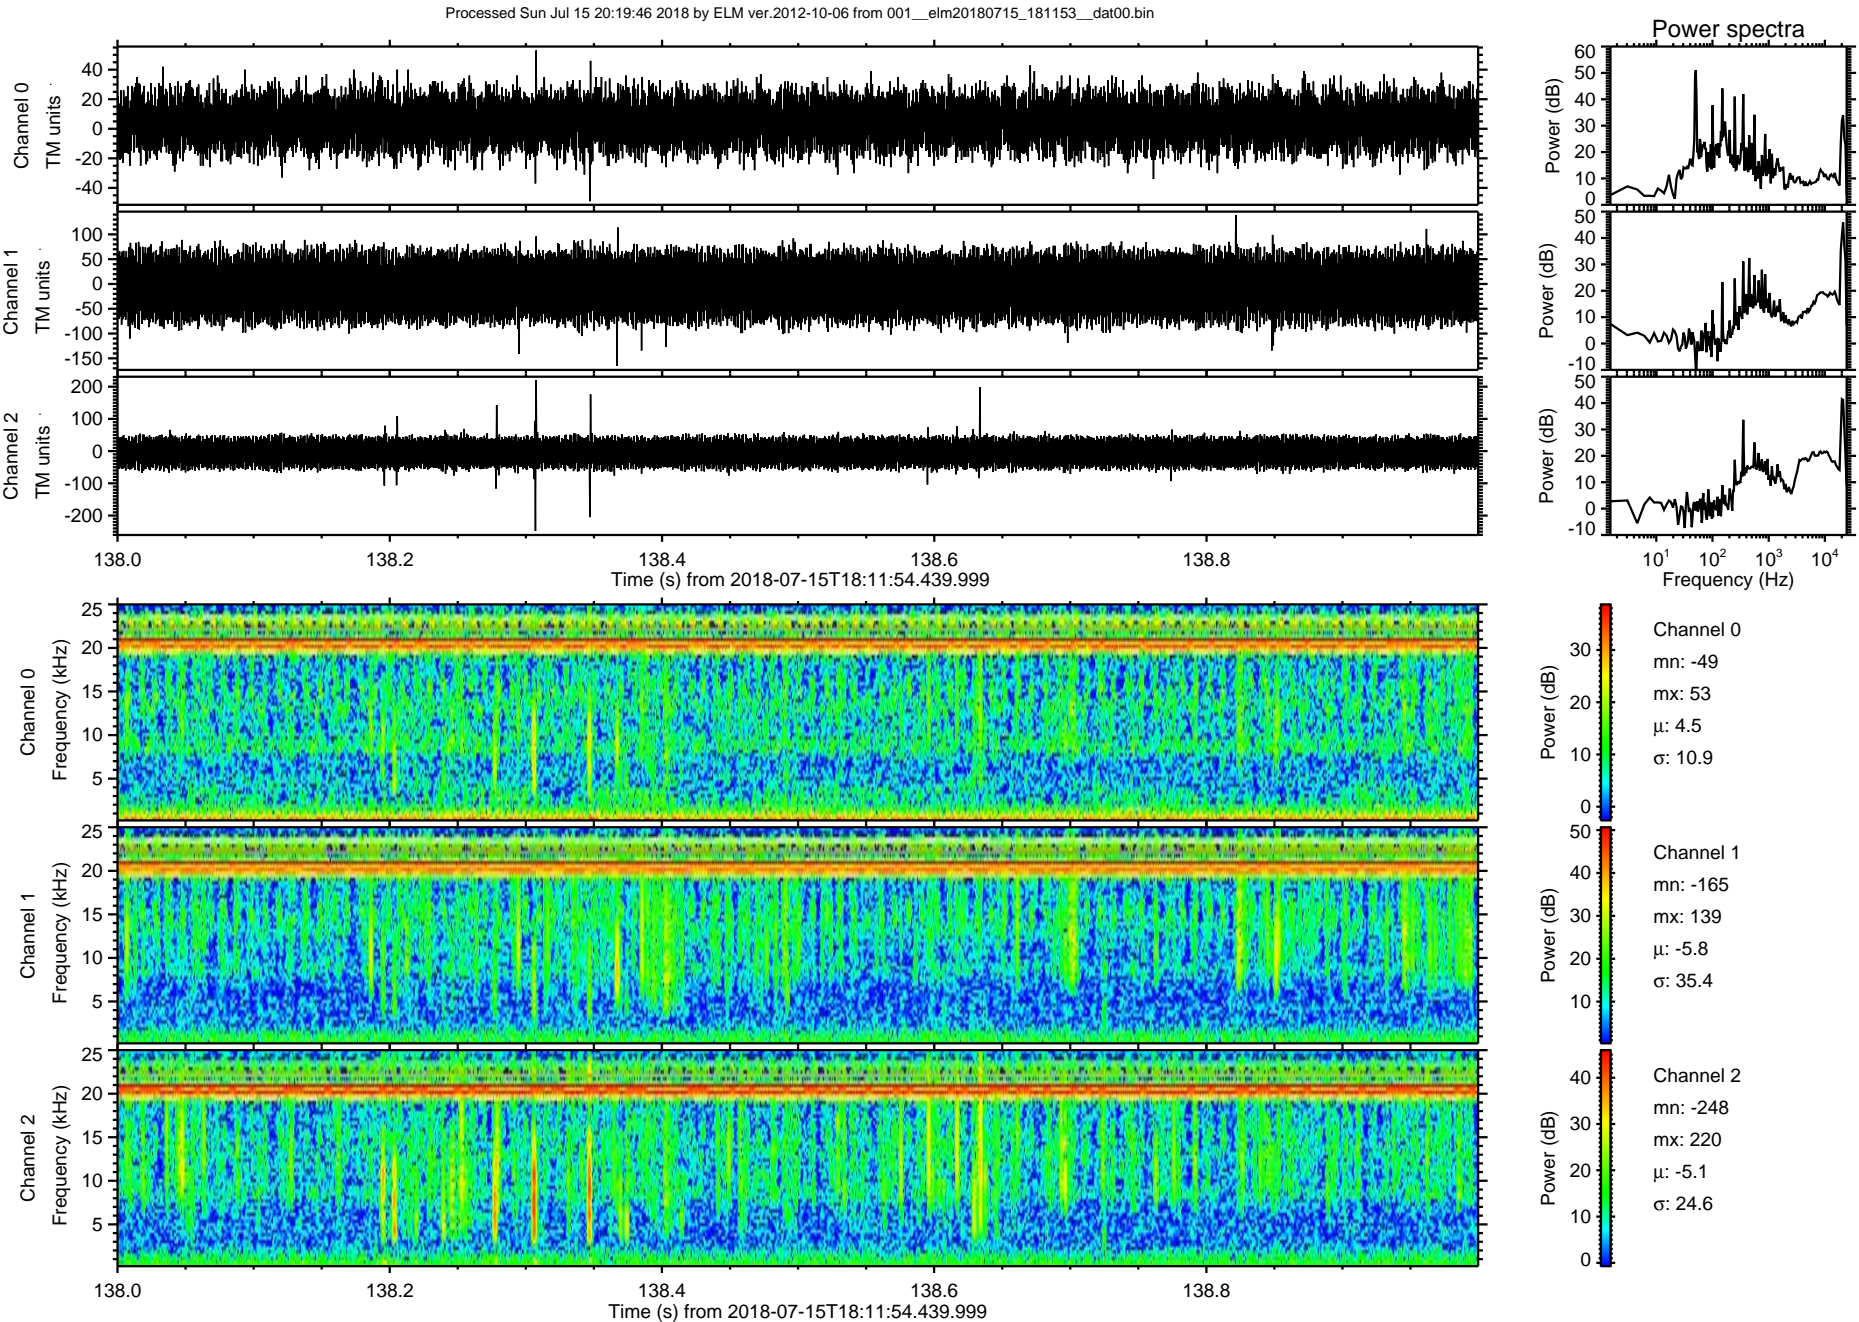 Processed Sun Jul 15 20:19:46 2018 by ELM ver.2012-10-06 from 001__elm20180715_181153__dat00.bin
Power spectra
Channel 0
TM units
40
20
0
-20
-40
Power (dB)
60
50
40
30
20
10
0
Channel 1
TM units
100
50
0
-50
-100
-150
Power (dB)
50
40
30
20
10
0
-10
Channel 2
TM units
200
100
0
-100
-200
Power (dB)
50
40
30
20
10
0
-10
138.0 138.2 138.4 138.6 138.8
Time (s) from 2018-07-15T18:11:54.439.999
10^1 10^2 10^3 10^4
Frequency (Hz)
Channel 0
Frequency (kHz)
25
20
15
10
5
Power (dB)
30
20
10
0
Channel 0
mn: -49
mx: 53
µ: 4.5
σ: 10.9
Channel 1
Frequency (kHz)
25
20
15
10
5
Power (dB)
50
40
30
20
10
Channel 1
mn: -165
mx: 139
µ: -5.8
σ: 35.4
Channel 2
Frequency (kHz)
25
20
15
10
5
Power (dB)
40
30
20
10
0
Channel 2
mn: -248
mx: 220
µ: -5.1
σ: 24.6
138.0 138.2 138.4 138.6 138.8
Time (s) from 2018-07-15T18:11:54.439.999